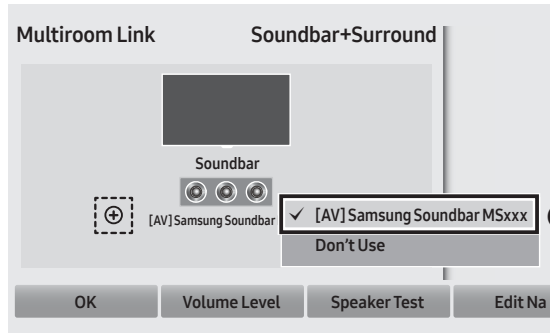 Multiroom Link Soundbar+Surround
Soundbar
[AV] Samsung Soundbar
✓ [AV] Samsung Soundbar MSxxx
Don't Use
OK Volume Level Speaker Test Edit Na